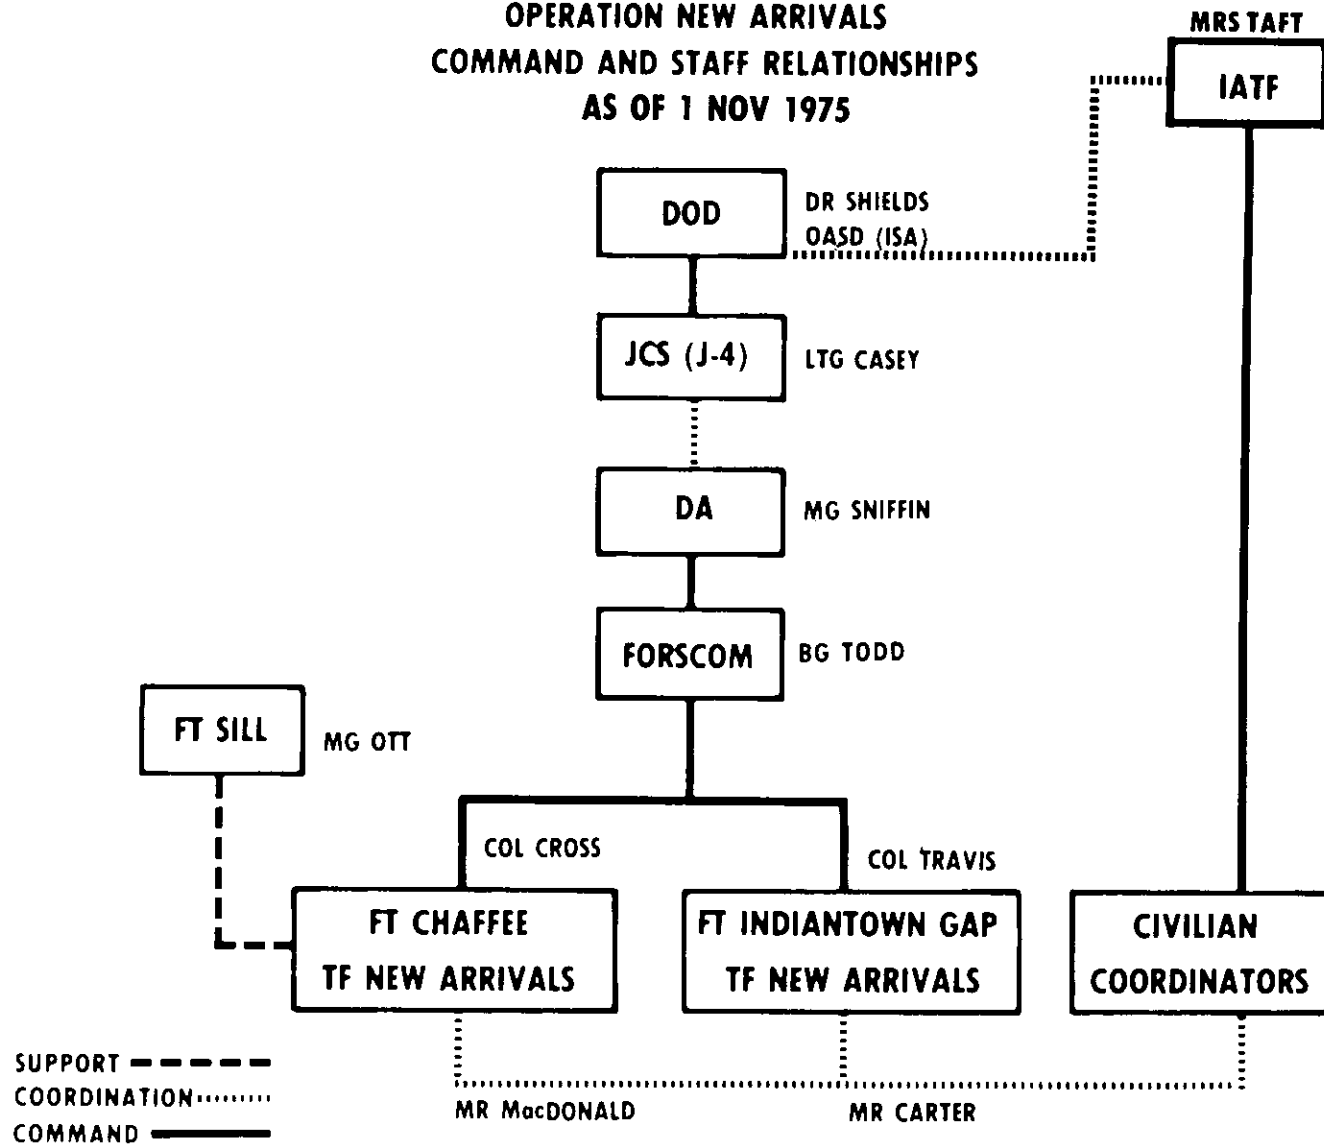 OPERATION NEW ARRIVALS
COMMAND AND STAFF RELATIONSHIPS
AS OF 1 NOV 1975
MRS TAFT
IATF
DOD
DR SHIELDS
OASD (ISA)
JCS (J-4)
LTG CASEY
DA
MG SNIFFIN
FORSCOM
BG TODD
FT SILL
MG OTT
COL CROSS
COL TRAVIS
FT CHAFFEE
TF NEW ARRIVALS
FT INDIANTOWN GAP
TF NEW ARRIVALS
CIVILIAN
COORDINATORS
MR MacDONALD
MR CARTER
SUPPORT
COORDINATION
COMMAND